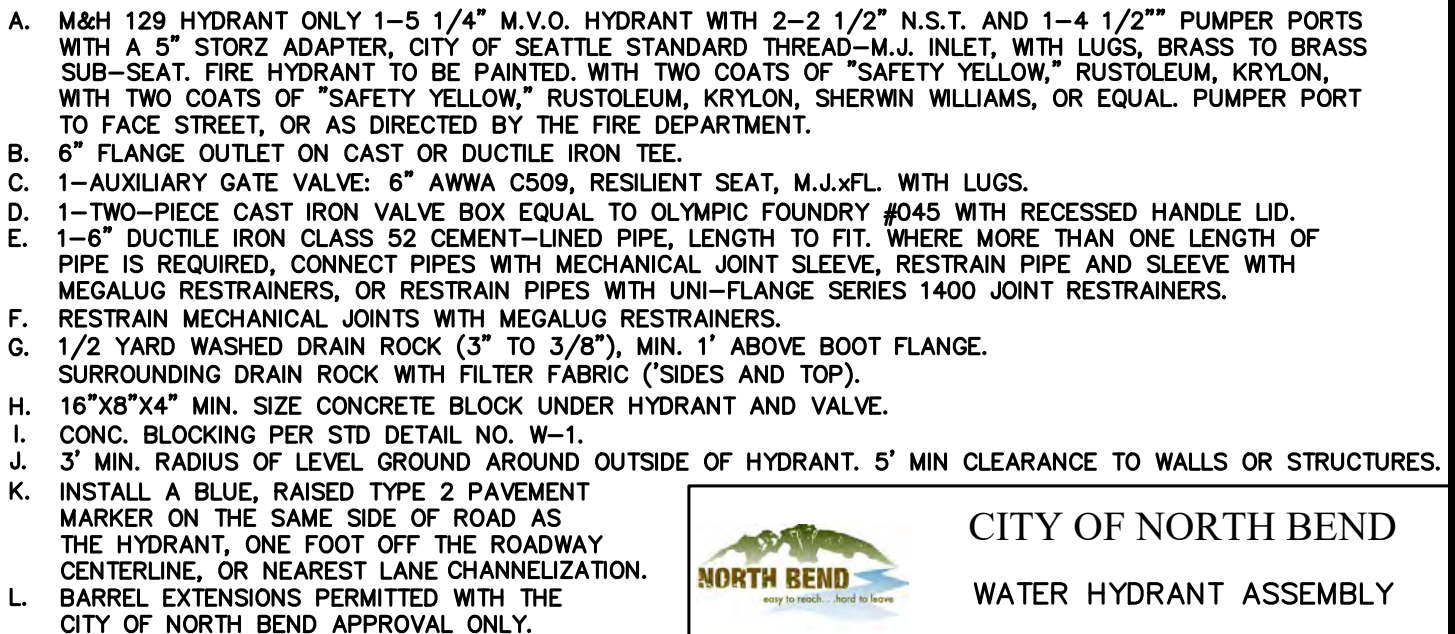 A. M&H 129 HYDRANT ONLY 1-5 1/4" M.V.O. HYDRANT WITH 2-2 1/2" N.S.T. AND 1-4 1/2"" PUMPER PORTS
WITH A 5" STORZ ADAPTER, CITY OF SEATTLE STANDARD THREAD-M.J. INLET, WITH LUGS, BRASS TO BRASS
SUB-SEAT. FIRE HYDRANT TO BE PAINTED. WITH TWO COATS OF "SAFETY YELLOW," RUSTOLEUM, KRYLON,
WITH TWO COATS OF "SAFETY YELLOW," RUSTOLEUM, KRYLON, SHERWIN WILLIAMS, OR EQUAL. PUMPER PORT
TO FACE STREET, OR AS DIRECTED BY THE FIRE DEPARTMENT.
B. 6" FLANGE OUTLET ON CAST OR DUCTILE IRON TEE.
C. 1-AUXILIARY GATE VALVE: 6" AWWA C509, RESILIENT SEAT, M.J.xFL. WITH LUGS.
D. 1-TWO-PIECE CAST IRON VALVE BOX EQUAL TO OLYMPIC FOUNDRY #045 WITH RECESSED HANDLE LID.
E. 1-6" DUCTILE IRON CLASS 52 CEMENT-LINED PIPE, LENGTH TO FIT. WHERE MORE THAN ONE LENGTH OF
PIPE IS REQUIRED, CONNECT PIPES WITH MECHANICAL JOINT SLEEVE, RESTRAIN PIPE AND SLEEVE WITH
MEGALUG RESTRAINERS, OR RESTRAIN PIPES WITH UNI-FLANGE SERIES 1400 JOINT RESTRAINERS.
F. RESTRAIN MECHANICAL JOINTS WITH MEGALUG RESTRAINERS.
G. 1/2 YARD WASHED DRAIN ROCK (3" TO 3/8"), MIN. 1' ABOVE BOOT FLANGE.
SURROUNDING DRAIN ROCK WITH FILTER FABRIC ('SIDES AND TOP).
H. 16"X8"X4" MIN. SIZE CONCRETE BLOCK UNDER HYDRANT AND VALVE.
I. CONC. BLOCKING PER STD DETAIL NO. W-1.
J. 3' MIN. RADIUS OF LEVEL GROUND AROUND OUTSIDE OF HYDRANT. 5' MIN CLEARANCE TO WALLS OR STRUCTURES.
K. INSTALL A BLUE, RAISED TYPE 2 PAVEMENT
MARKER ON THE SAME SIDE OF ROAD AS
THE HYDRANT, ONE FOOT OFF THE ROADWAY
CENTERLINE, OR NEAREST LANE CHANNELIZATION.
L. BARREL EXTENSIONS PERMITTED WITH THE
CITY OF NORTH BEND APPROVAL ONLY.
NORTH BEND
easy to reach. . .hard to leave
CITY OF NORTH BEND
WATER HYDRANT ASSEMBLY